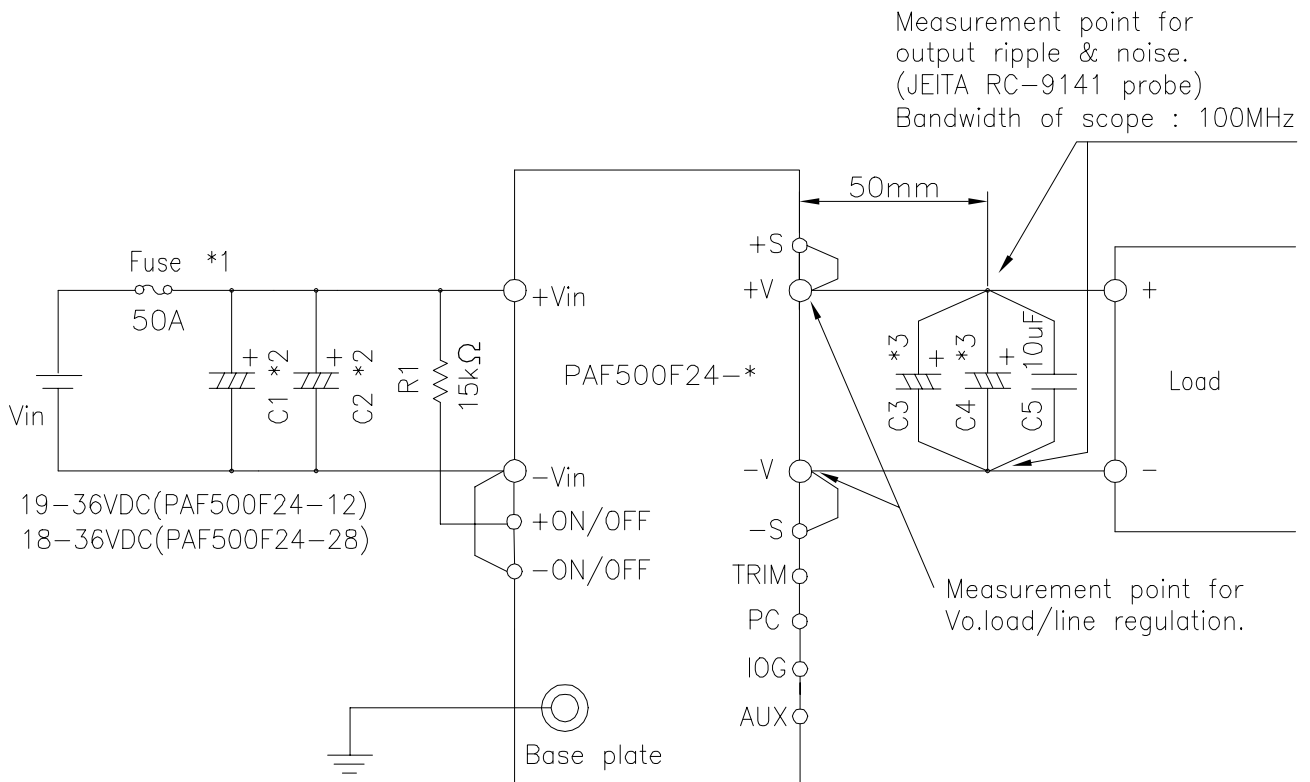 Measurement point for
output ripple & noise.
(JEITA RC-9141 probe)
Bandwidth of scope : 100MHz
50mm
+S
Fuse *1
+Vin
+V
+
50A
C1 *2
+
C2 *2
+
R1
15kΩ
PAF500F24-*
C3
*3
+
C4
*3
+
C5
10uF
Load
Vin
-Vin
-V
-
19-36VDC(PAF500F24-12)
18-36VDC(PAF500F24-28)
+ON/OFF
-S
-ON/OFF
TRIM
Measurement point for
Vo.load/line regulation.
PC
IOG
AUX
Base plate